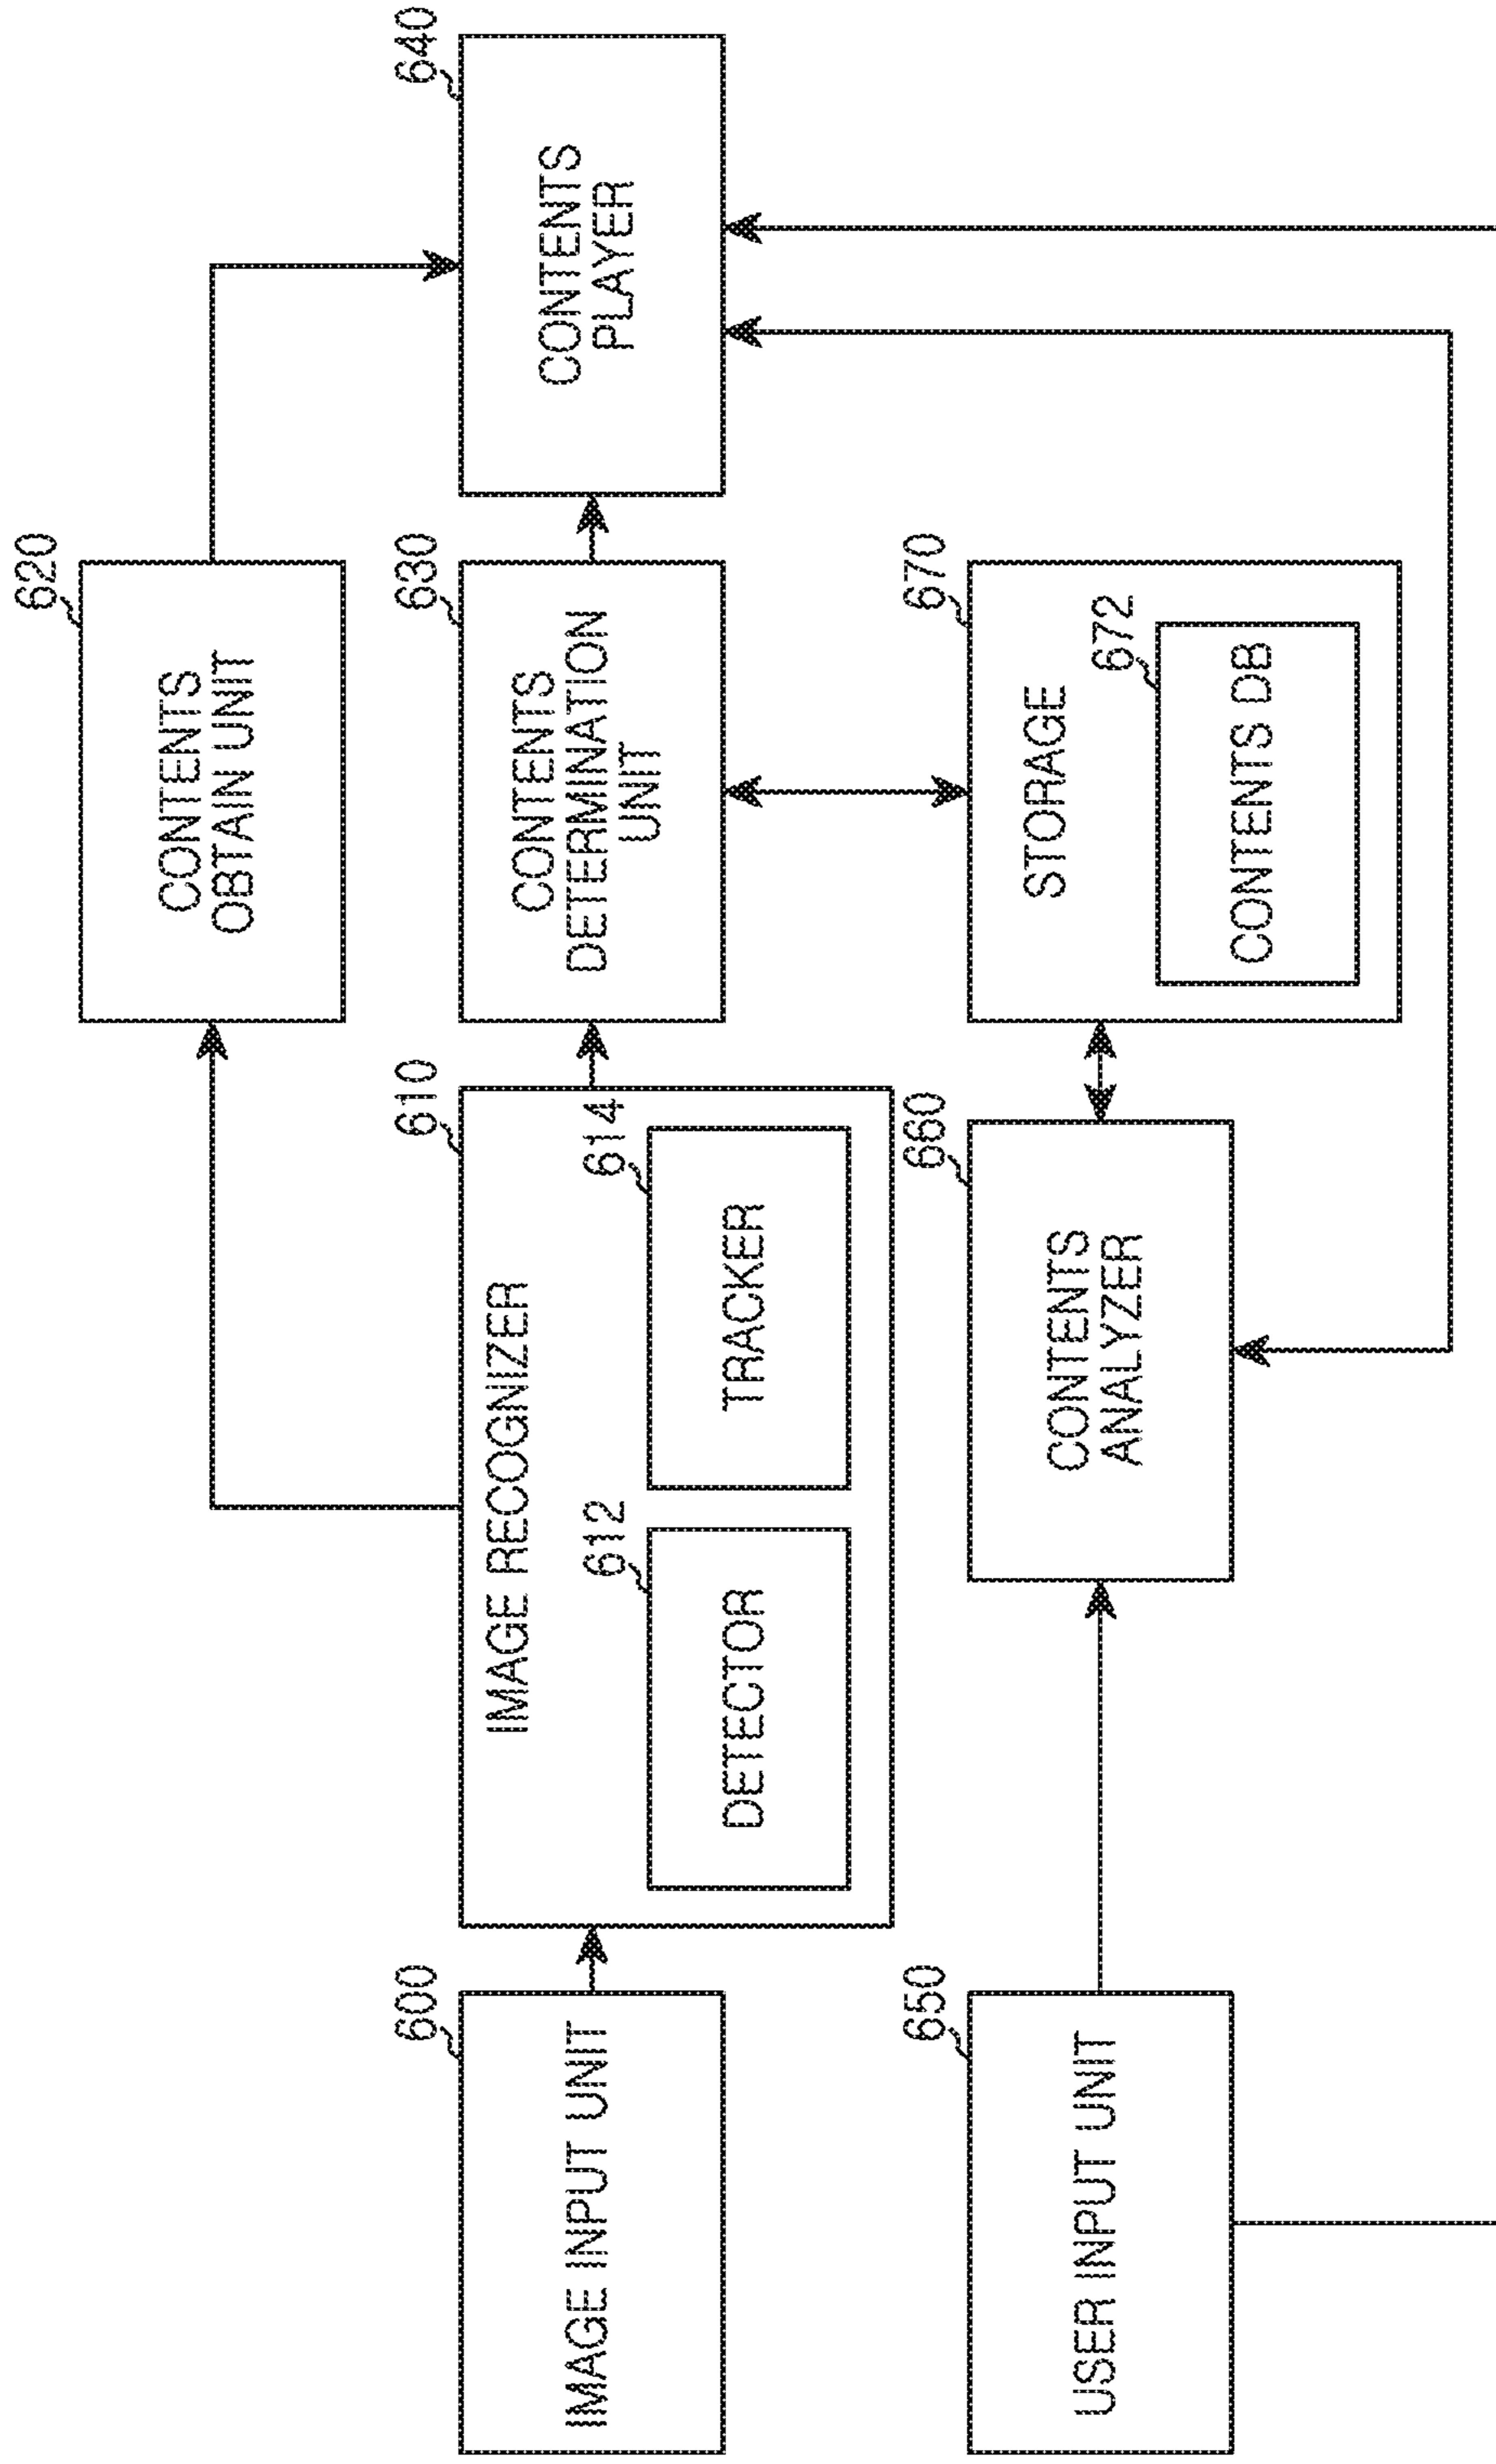 620
CONTENTS
OBTAIN UNIT
600
IMAGE INPUT UNIT
610
IMAGE RECOGNIZER
612
DETECTOR
614
TRACKER
630
CONTENTS
DETERMINATION
UNIT
640
CONTENTS
PLAYER
650
USER INPUT UNIT
660
CONTENTS
ANALYZER
670
STORAGE
672
CONTENTS DB